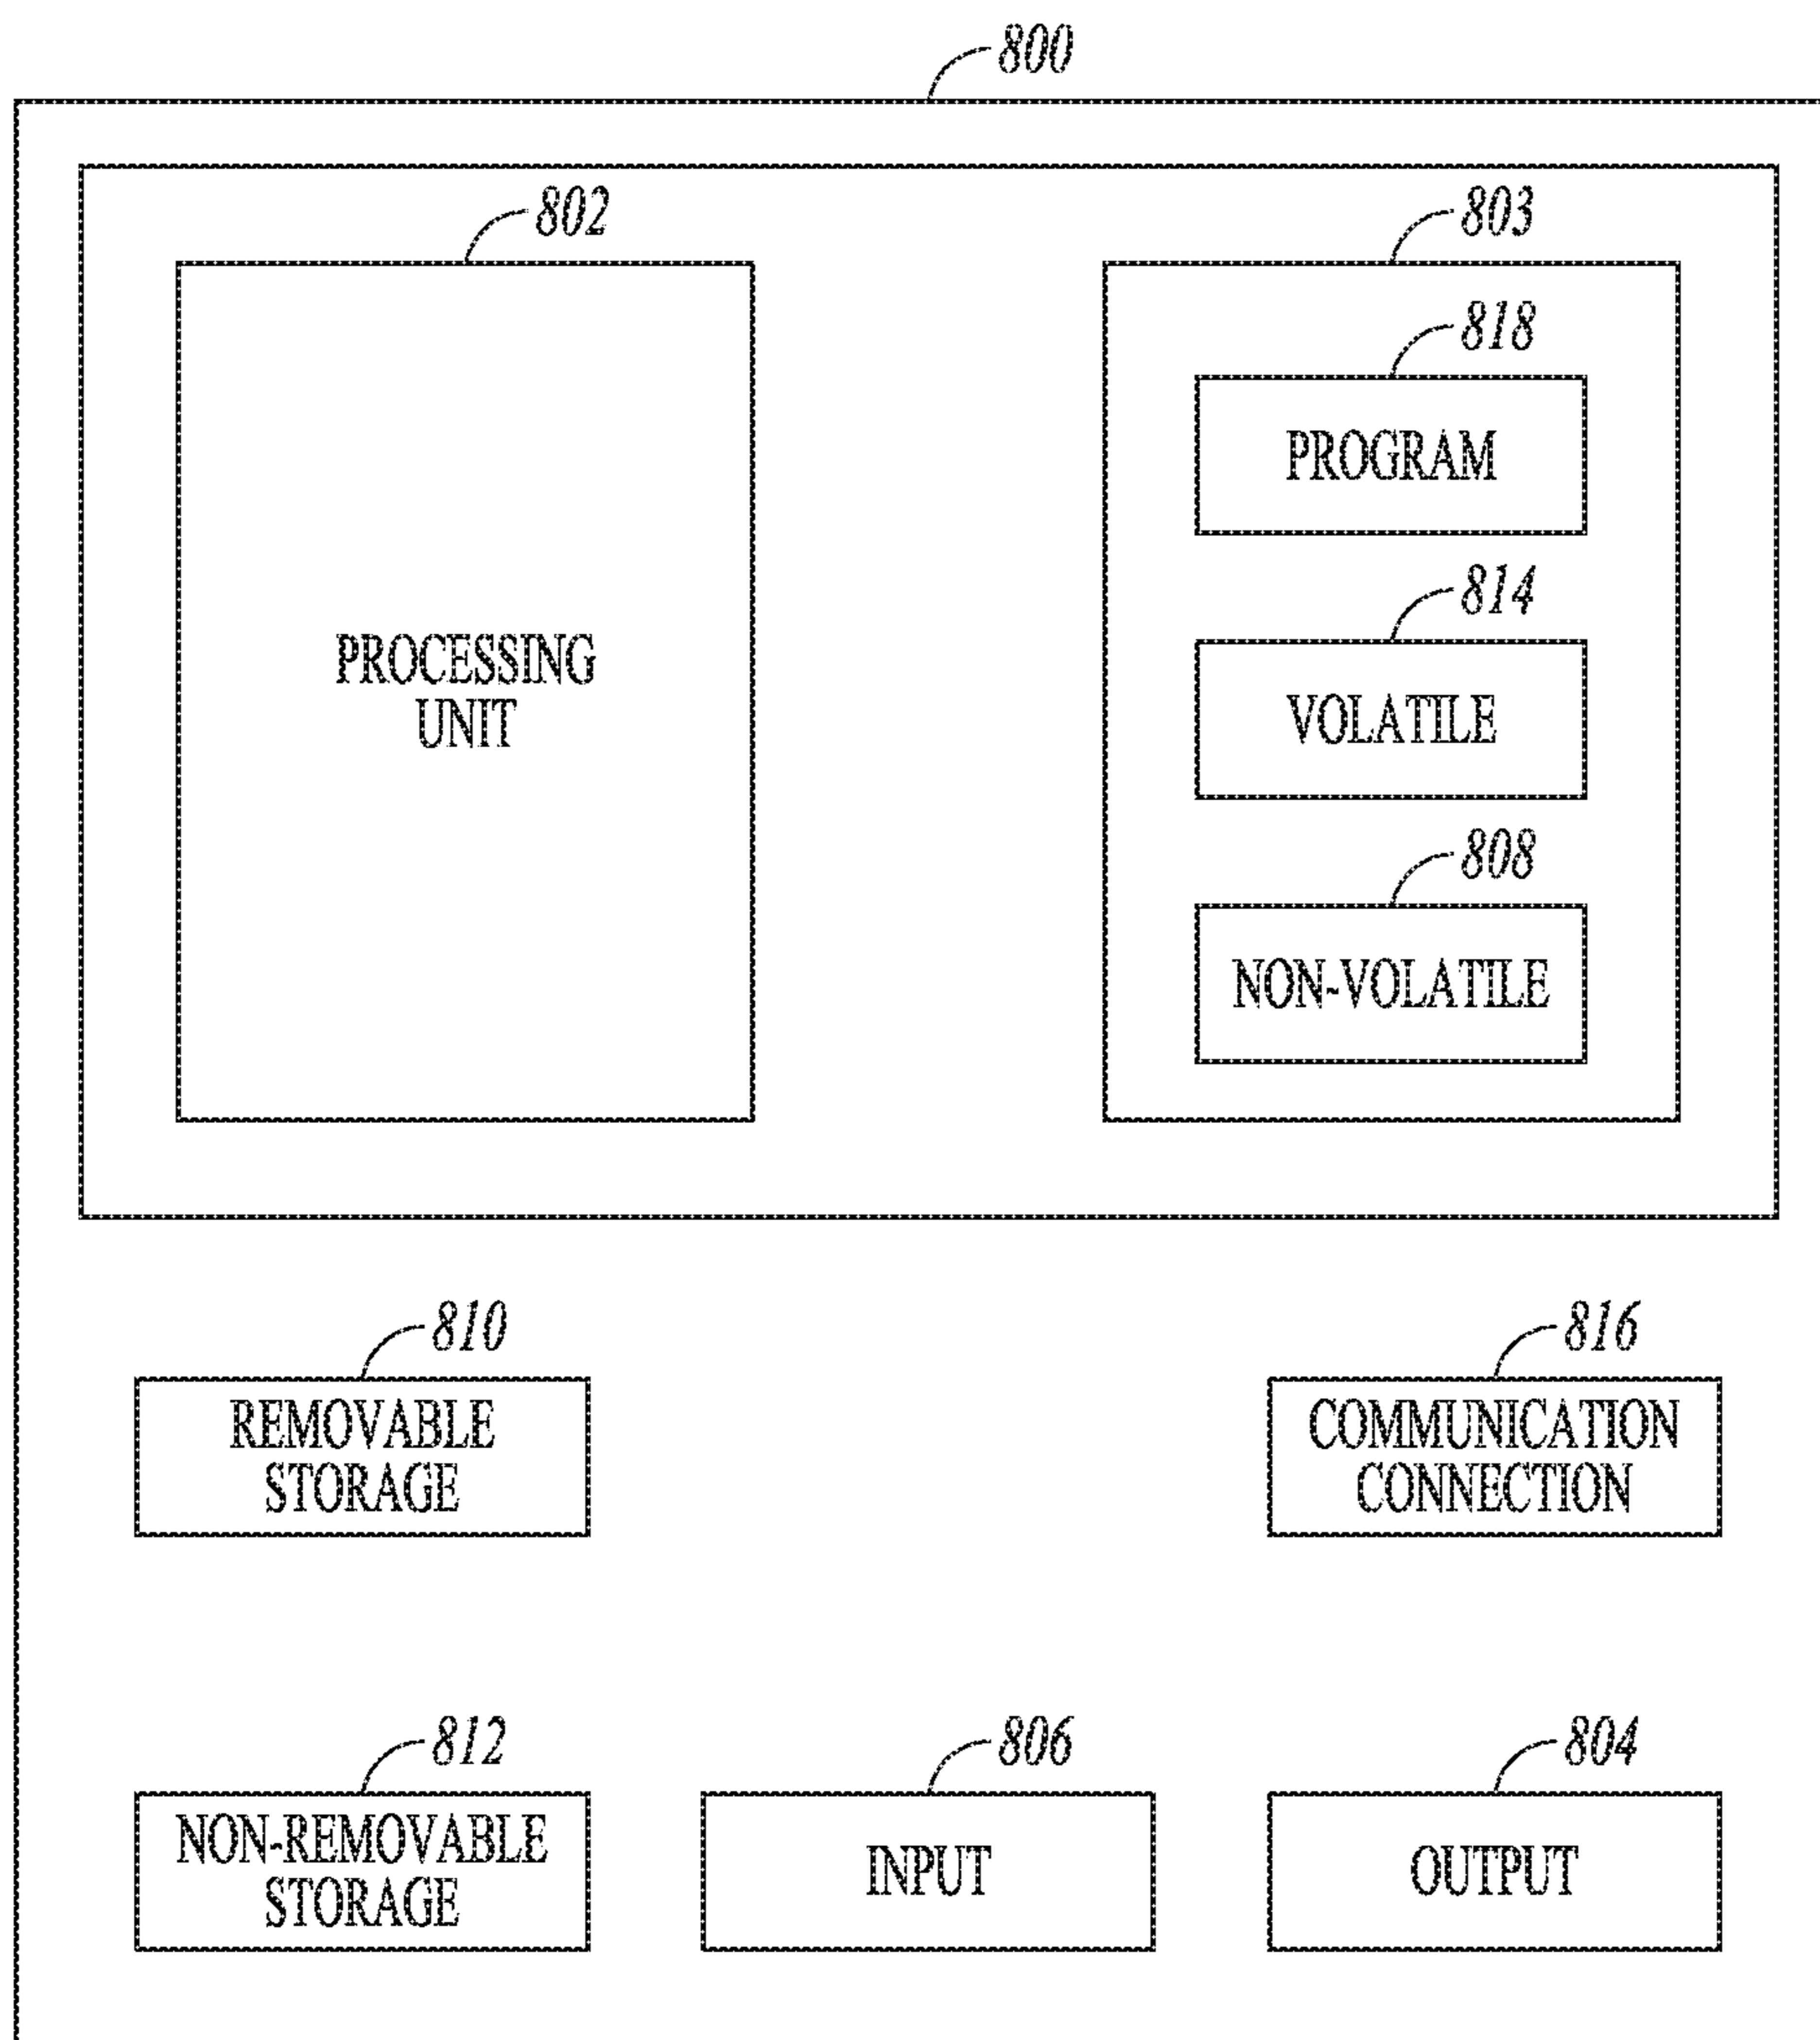 800
802
803
818
PROGRAM
814
PROCESSING
UNIT
VOLATILE
808
NON-VOLATILE
810
816
REMOVABLE
STORAGE
COMMUNICATION
CONNECTION
812
806
804
NON-REMOVABLE
STORAGE
INPUT
OUTPUT